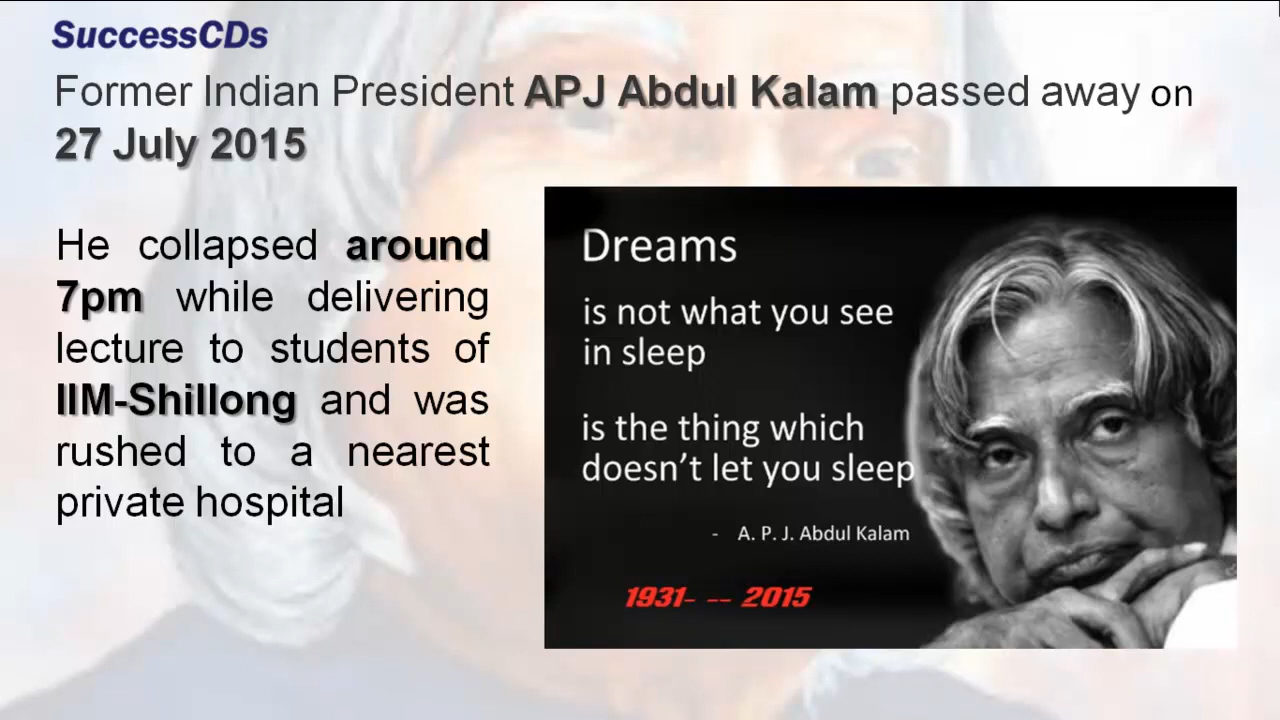 SuccessCDs
Former Indian President APJ Abdul Kalam passed away on
27 July 2015
He collapsed around
7pm while delivering
lecture to students of
IIM-Shillong and was
rushed to a nearest
private hospital
Dreams
is not what you see
in sleep
is the thing which
doesn't let you sleep
- A. P. J. Abdul Kalam
1931- -- 2015